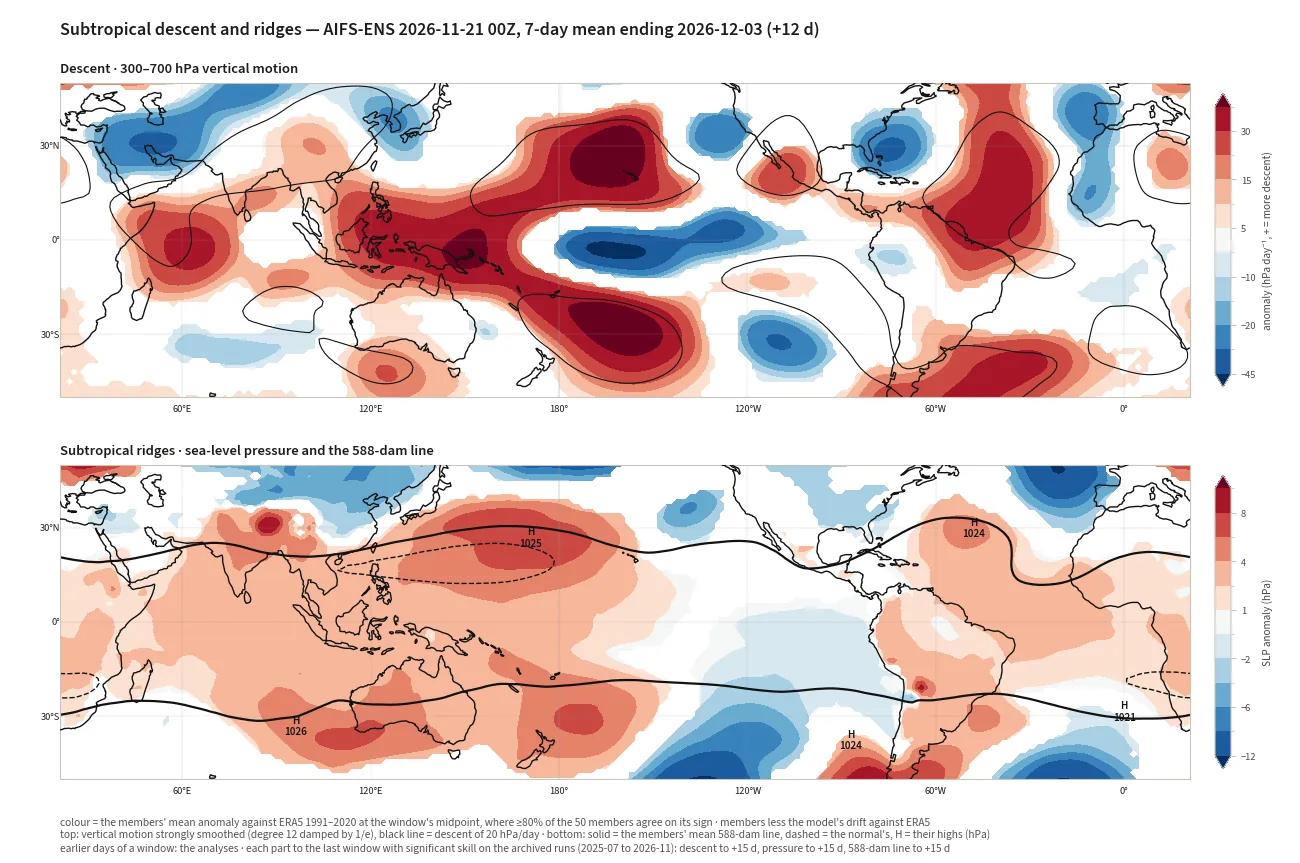 Subtropical descent and ridges — AIFS-ENS 2026-11-21 00Z, 7-day mean ending 2026-12-03 (+12 d)
Descent · 300–700 hPa vertical motion
30°N
0°
30°S
60°E
120°E
180°
120°W
60°W
0°
30
15
5
−10
−20
−45
anomaly (hPa day⁻¹, + = more descent)
Subtropical ridges · sea-level pressure and the 588-dam line
30°N
0°
30°S
H
1025
H
1024
H
1026
H
1024
H
1021
60°E
120°E
180°
120°W
60°W
0°
8
4
1
−2
−6
−12
SLP anomaly (hPa)
colour = the members' mean anomaly against ERA5 1991–2020 at the window's midpoint, where ≥80% of the 50 members agree on its sign · members less the model's drift against ERA5
top: vertical motion strongly smoothed (degree 12 damped by 1/e), black line = descent of 20 hPa/day · bottom: solid = the members' mean 588-dam line, dashed = the normal's, H = their highs (hPa)
earlier days of a window: the analyses · each part to the last window with significant skill on the archived runs (2025-07 to 2026-11): descent to +15 d, pressure to +15 d, 588-dam line to +15 d